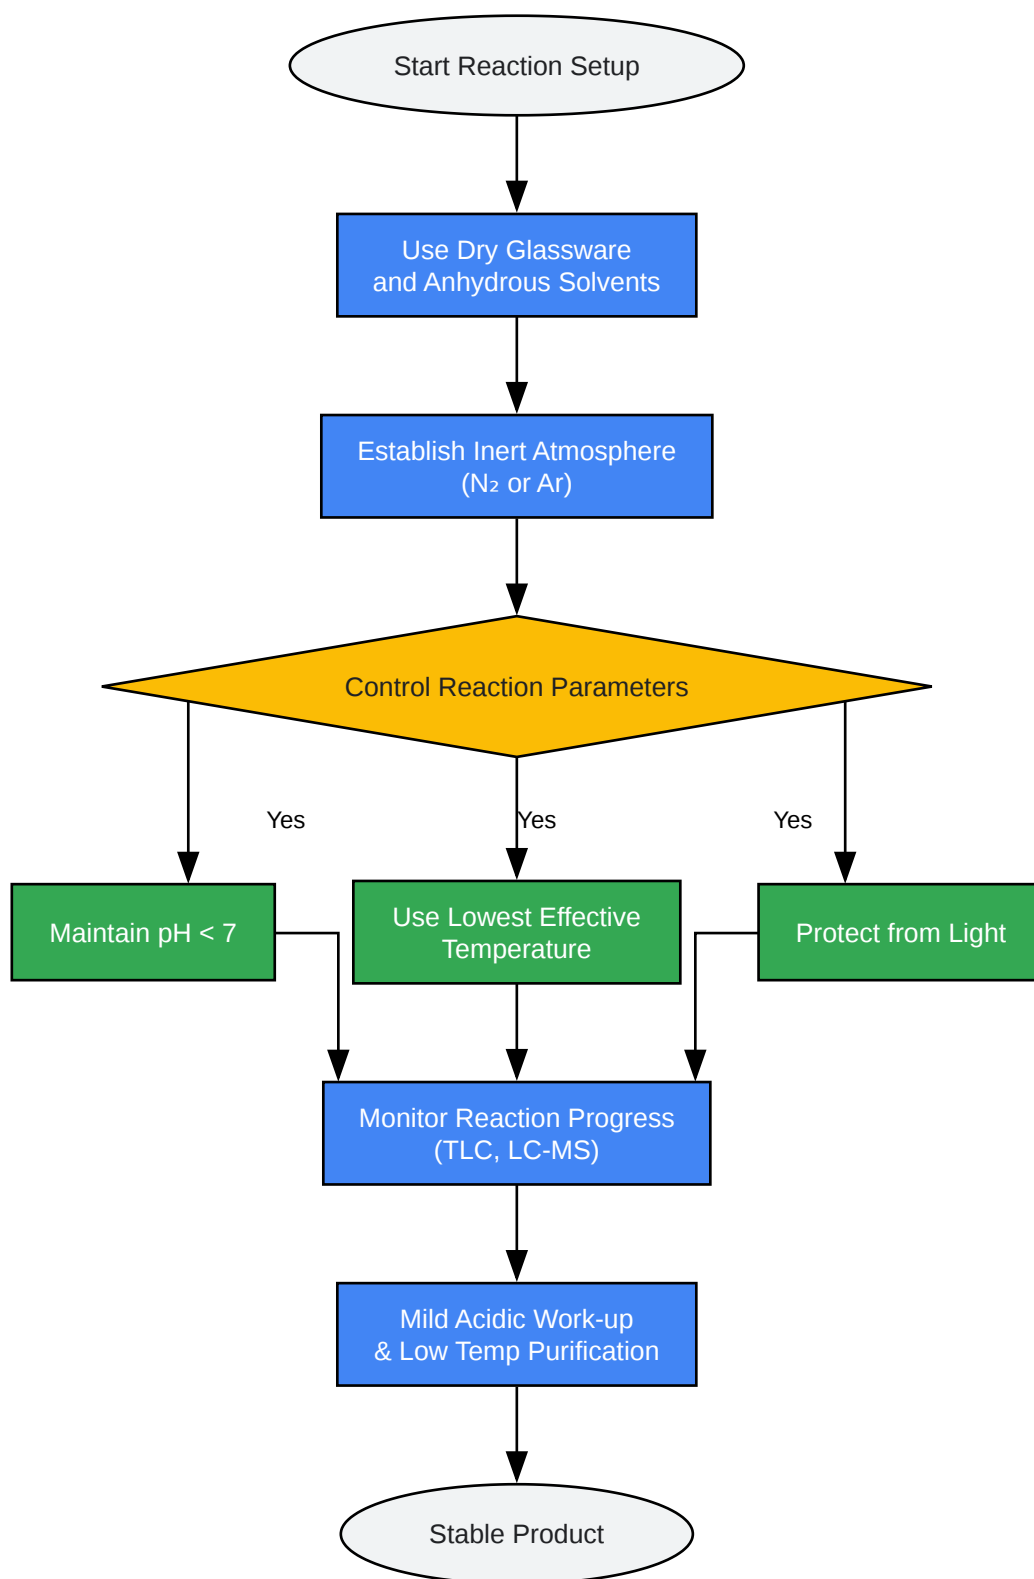 Start Reaction Setup
Use Dry Glassware
and Anhydrous Solvents
Establish Inert Atmosphere
(N₂ or Ar)
Control Reaction Parameters
Yes
Yes
Yes
Maintain pH < 7
Use Lowest Effective
Temperature
Protect from Light
Monitor Reaction Progress
(TLC, LC-MS)
Mild Acidic Work-up
& Low Temp Purification
Stable Product